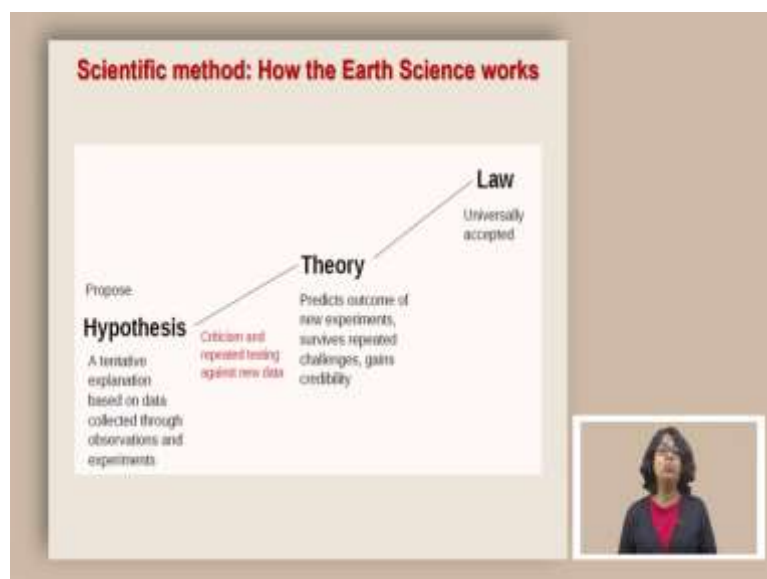 Scientific method: How the Earth Science works
Law
Universally
accepted
Theory
Predicts outcome of
new experiments,
survives repeated
challenges, gains
credibility
Propose
Hypothesis
A tentative
explanation
based on data
collected through
observations and
experiments
Criticism and
repeated testing
against new data